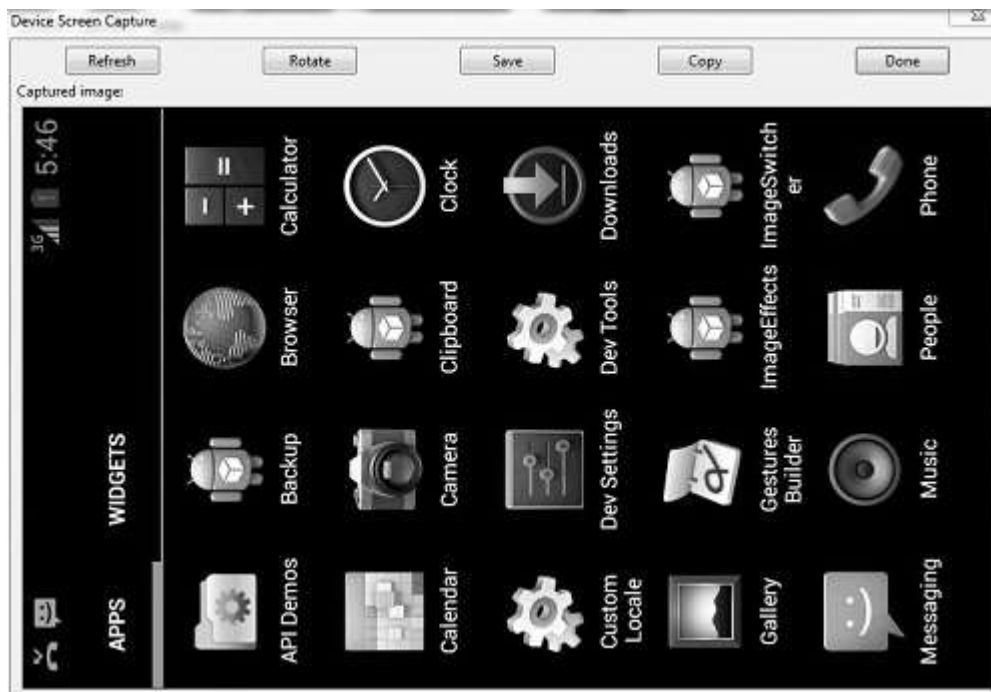 Device Screen Capture
Refresh
Rotate
Save
Copy
Done
Captured image:
3G
5:46
APPS
WIDGETS
API Demos
Backup
Browser
Calculator
Calendar
Camera
Clipboard
Clock
Custom
Locale
Dev Settings
Dev Tools
Downloads
Gallery
Gestures
Builder
ImageEffects
ImageSwitch
er
Messaging
Music
People
Phone